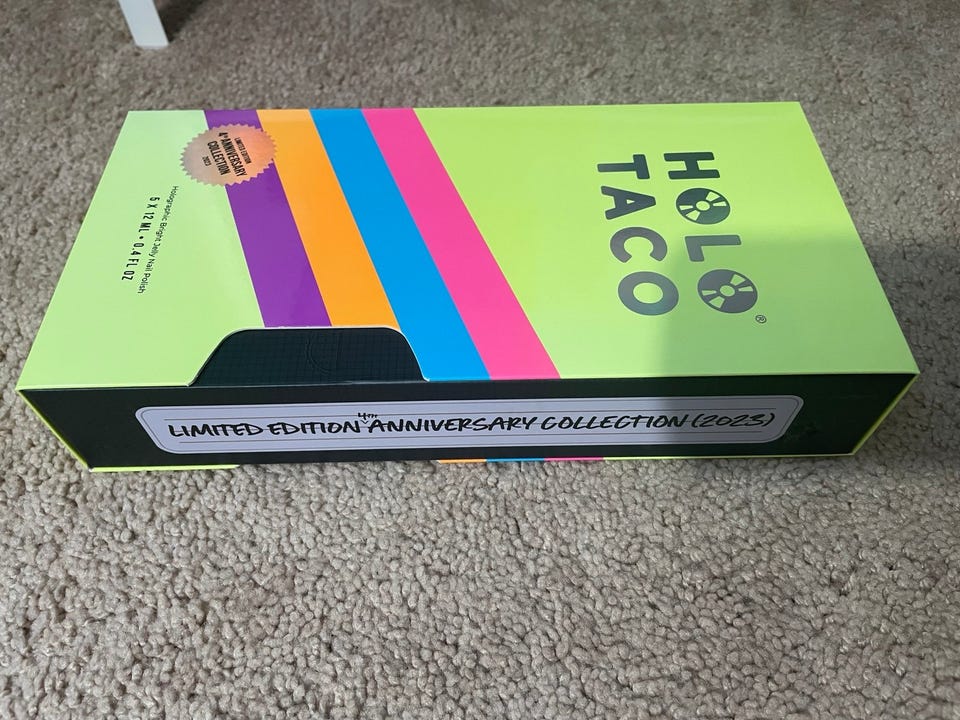 HOLO
TACO®
LIMITED EDITION
4TH ANNIVERSARY
COLLECTION
2023
Holographic Bright Jelly Nail Polish
5 X 12 ML • 0.4 FL OZ
LIMITED EDITION 4TH ANNIVERSARY COLLECTION (2023)